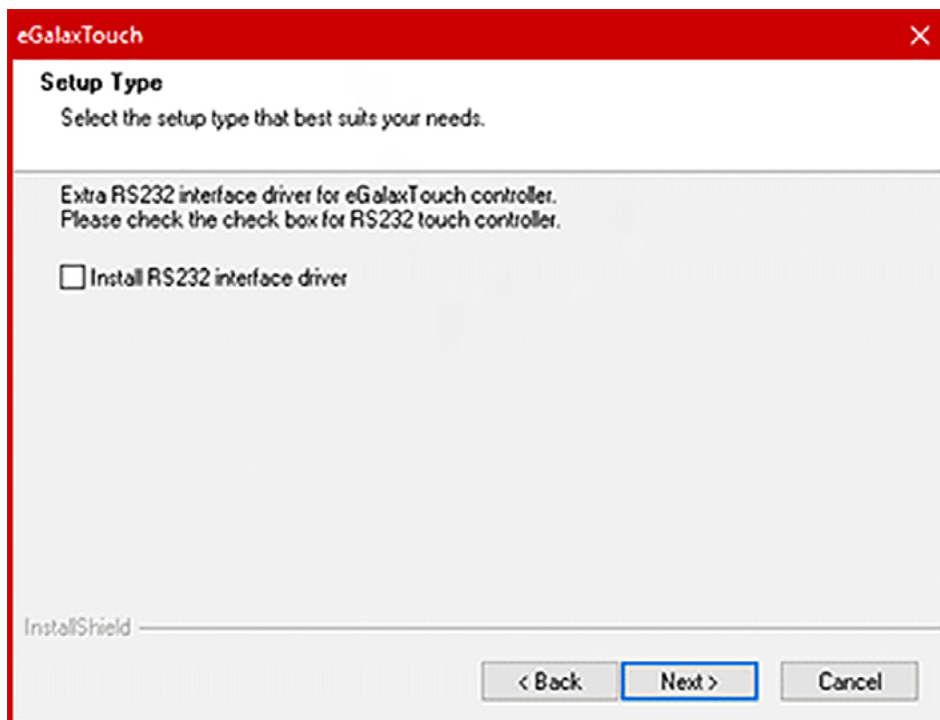 eGalaxTouch
Setup Type
Select the setup type that best suits your needs.
Extra RS232 interface driver for eGalaxTouch controller.
Please check the check box for RS232 touch controller.
Install RS232 interface driver
InstallShield
< Back Next > Cancel